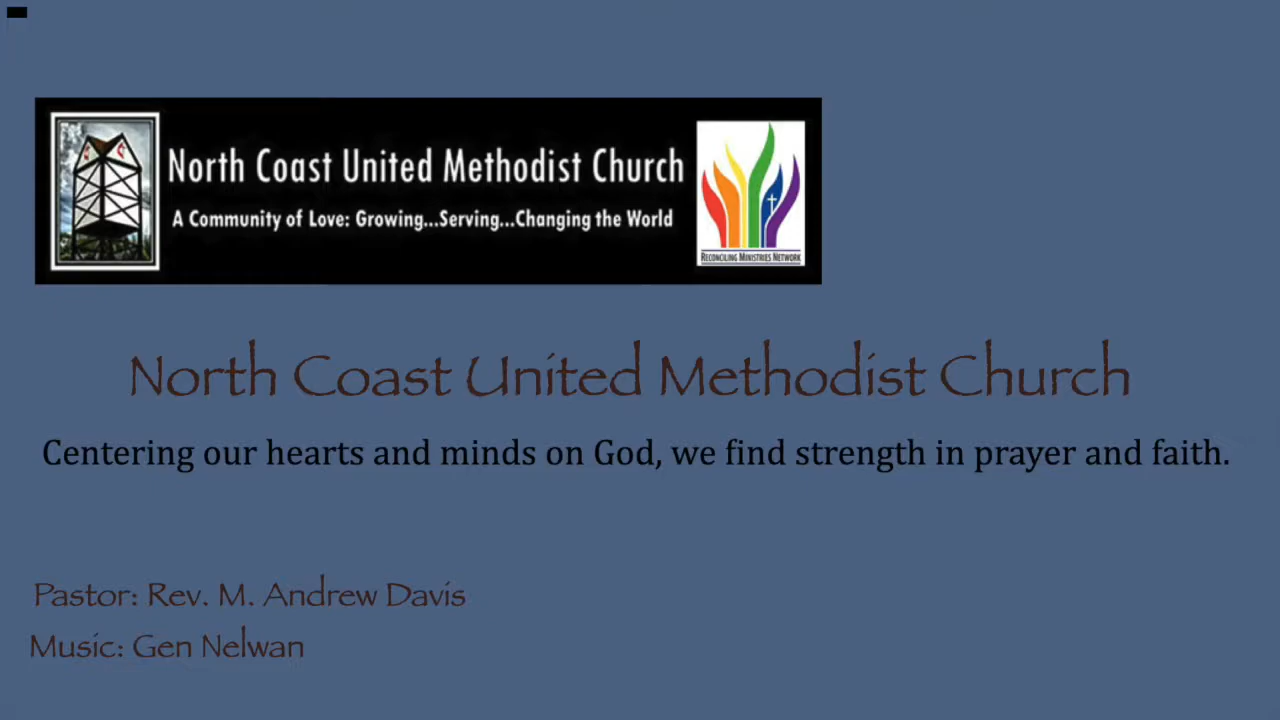 North Coast United Methodist Church
A Community of Love: Growing...Serving...Changing the World
RECONCILING MINISTRIES NETWORK
North Coast United Methodist Church
Centering our hearts and minds on God, we find strength in prayer and faith.
Pastor: Rev. M. Andrew Davis
Music: Gen Nelwan